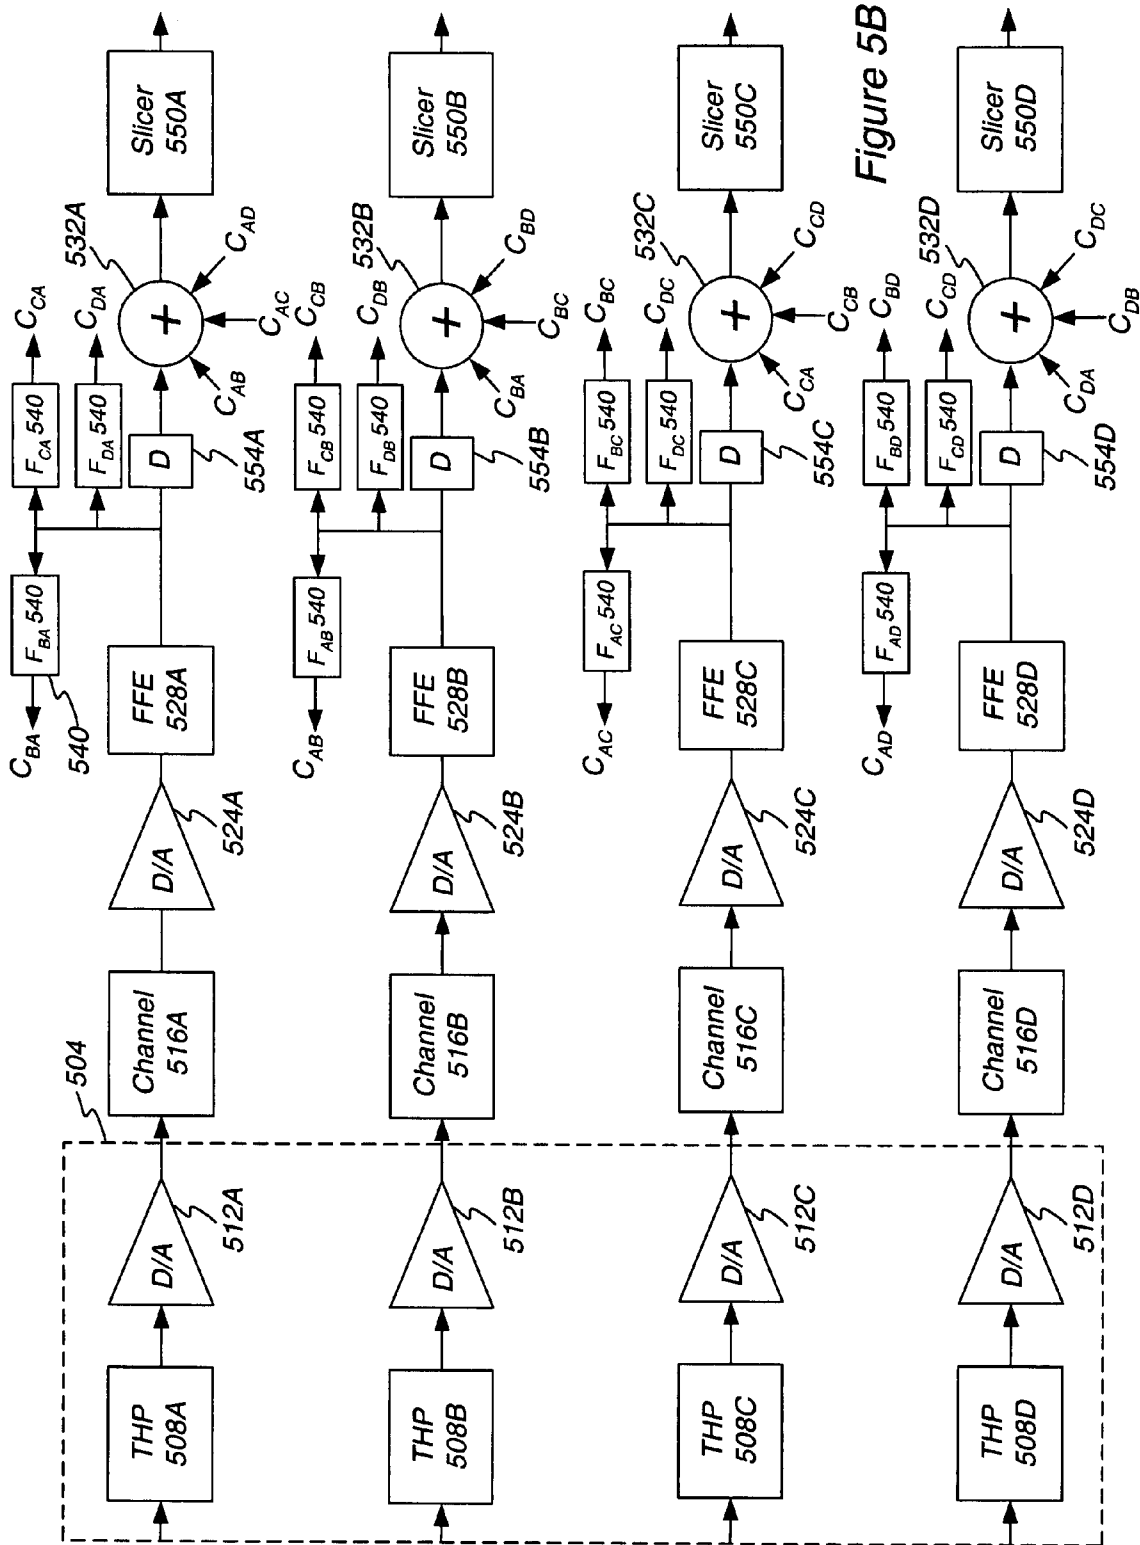 504
THP
508A
D/A
512A
Channel
516A
D/A
524A
FFE
528A
C_BA
F_BA 540
540
F_CA 540
C_CA
F_DA 540
C_DA
D
554A
532A
+
C_AB
C_AC
C_AD
Slicer
550A
THP
508B
D/A
512B
Channel
516B
D/A
524B
FFE
528B
C_AB
F_AB 540
F_CB 540
C_CB
F_DB 540
C_DB
D
554B
532B
+
C_BA
C_BC
C_BD
Slicer
550B
THP
508C
D/A
512C
Channel
516C
D/A
524C
FFE
528C
C_AC
F_AC 540
F_BC 540
C_BC
F_DC 540
C_DC
D
554C
532C
+
C_CA
C_CB
C_CD
Slicer
550C
THP
508D
D/A
512D
Channel
516D
D/A
524D
FFE
528D
C_AD
F_AD 540
F_BD 540
C_BD
F_CD 540
C_CD
D
554D
532D
+
C_DA
C_DB
C_DC
Slicer
550D
Figure 5B